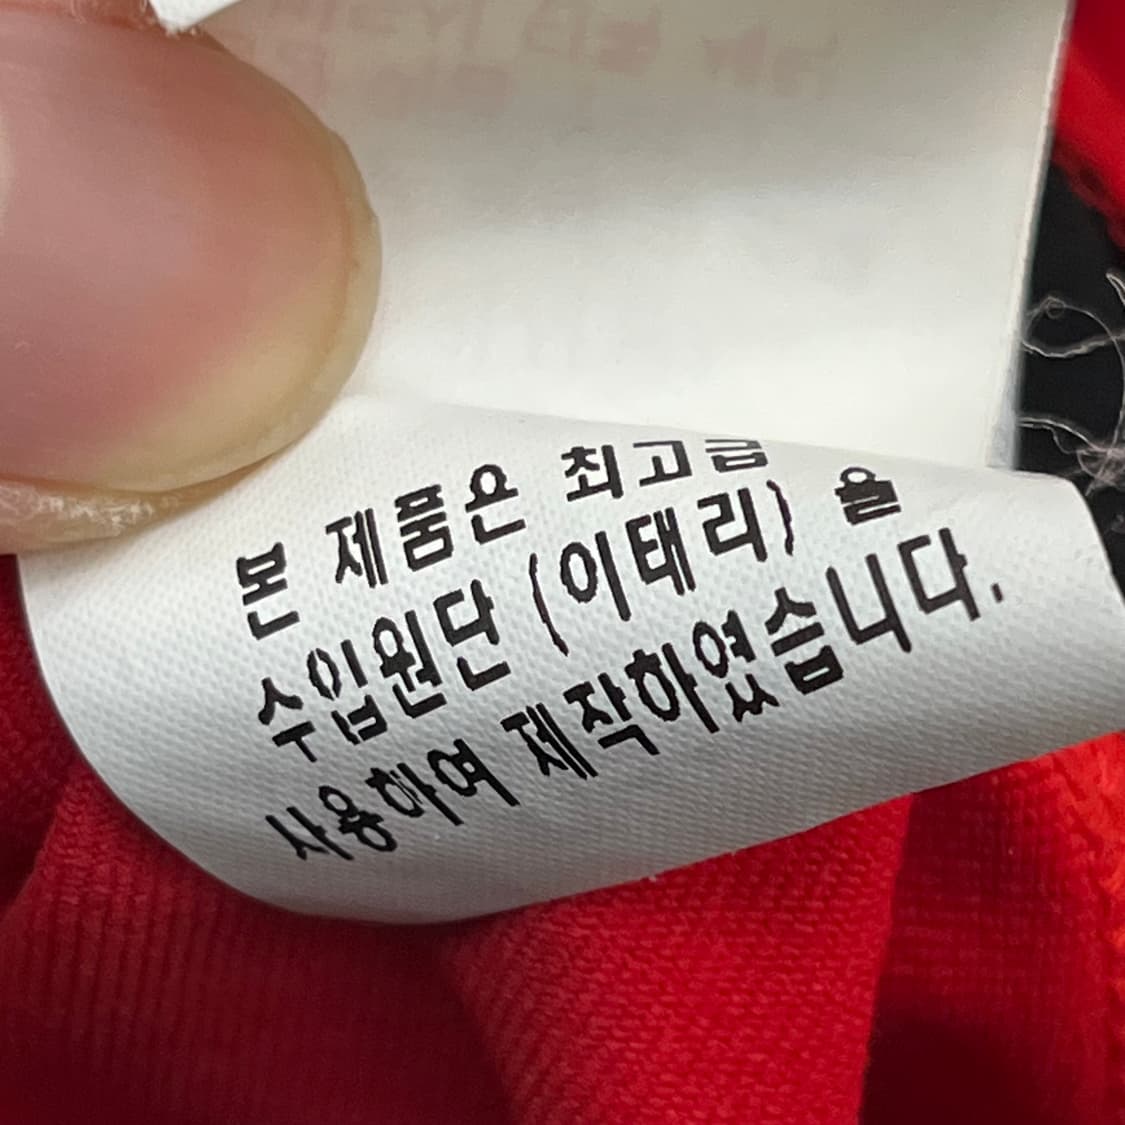 본 제품은 최고급
수입원단 (이태리) 을
사용하여 제작하였습니다.